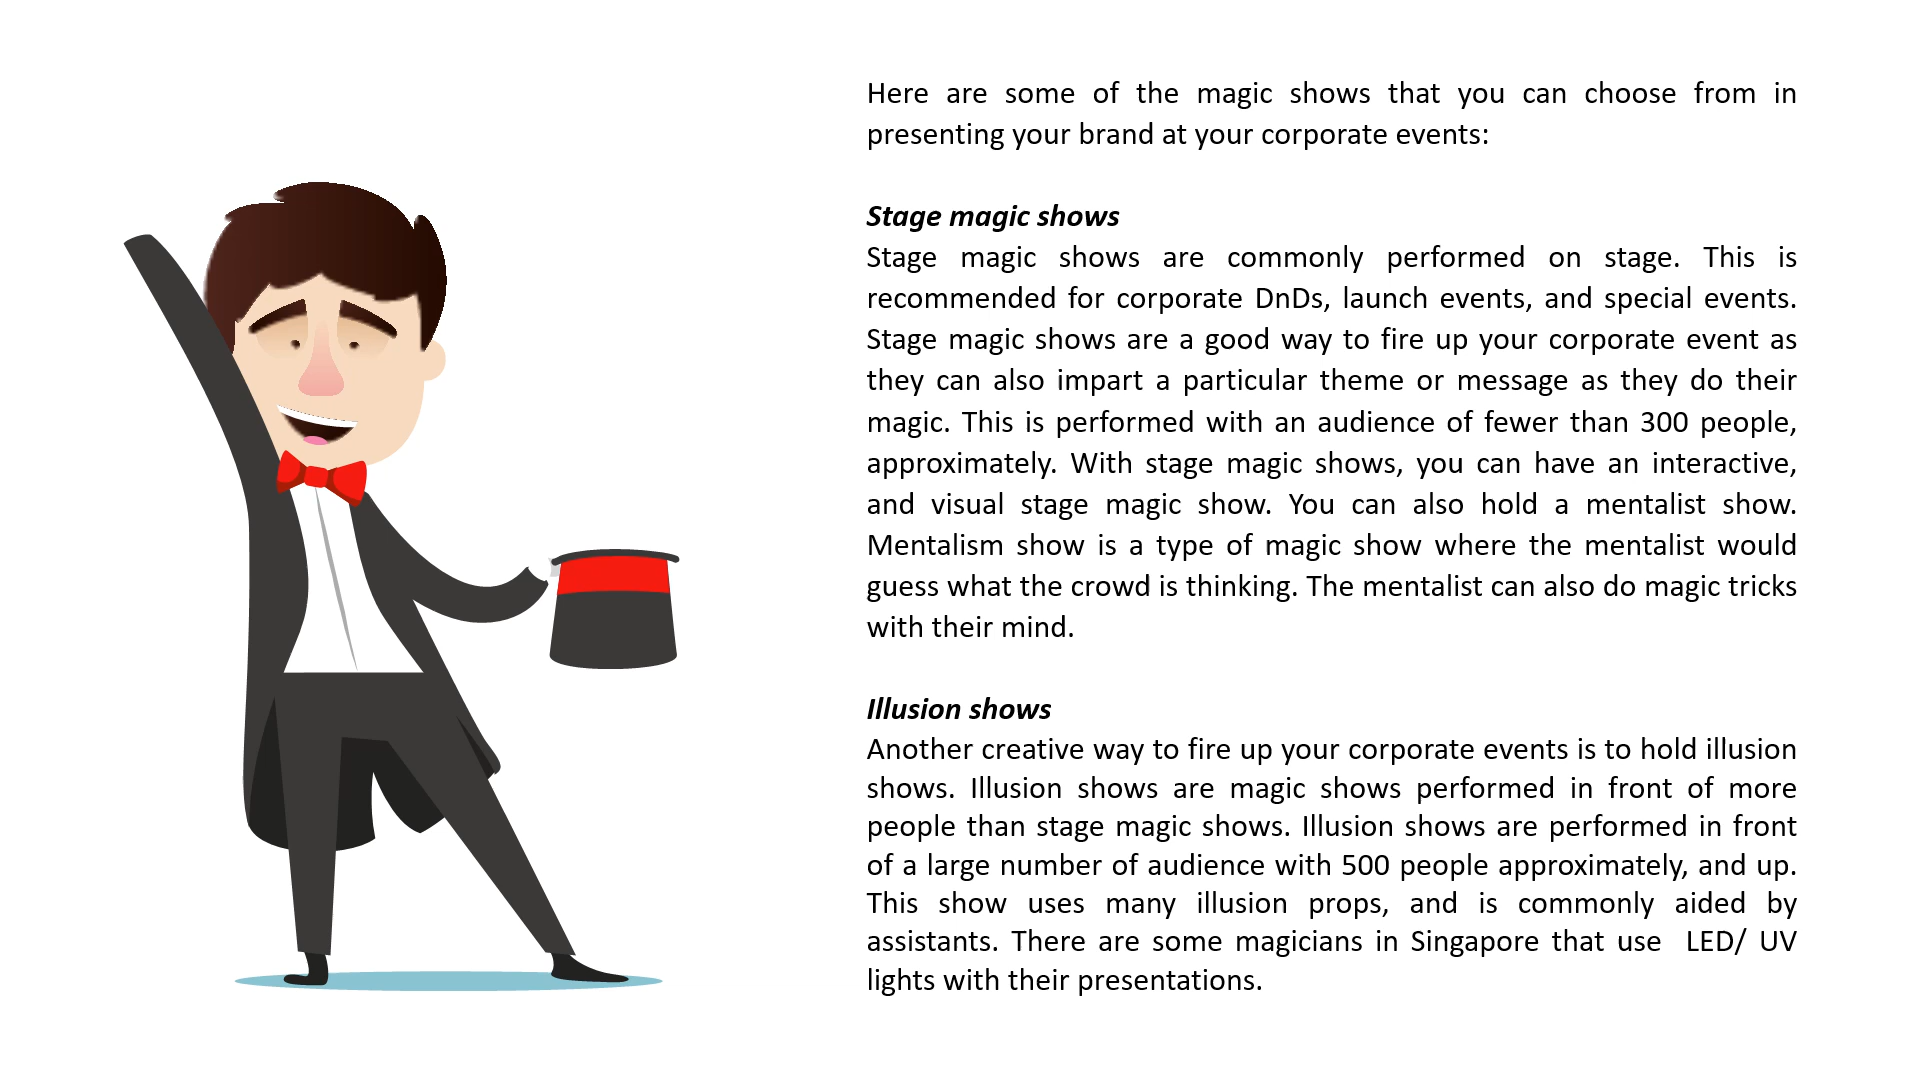 Here are some of the magic shows that you can choose from in
presenting your brand at your corporate events:
Stage magic shows
Stage magic shows are commonly performed on stage. This is
recommended for corporate DnDs, launch events, and special events.
Stage magic shows are a good way to fire up your corporate event as
they can also impart a particular theme or message as they do their
magic. This is performed with an audience of fewer than 300 people,
approximately. With stage magic shows, you can have an interactive,
and visual stage magic show. You can also hold a mentalist show.
Mentalism show is a type of magic show where the mentalist would
guess what the crowd is thinking. The mentalist can also do magic tricks
with their mind.
Illusion shows
Another creative way to fire up your corporate events is to hold illusion
shows. Illusion shows are magic shows performed in front of more
people than stage magic shows. Illusion shows are performed in front
of a large number of audience with 500 people approximately, and up.
This show uses many illusion props, and is commonly aided by
assistants. There are some magicians in Singapore that use  LED/ UV
lights with their presentations.